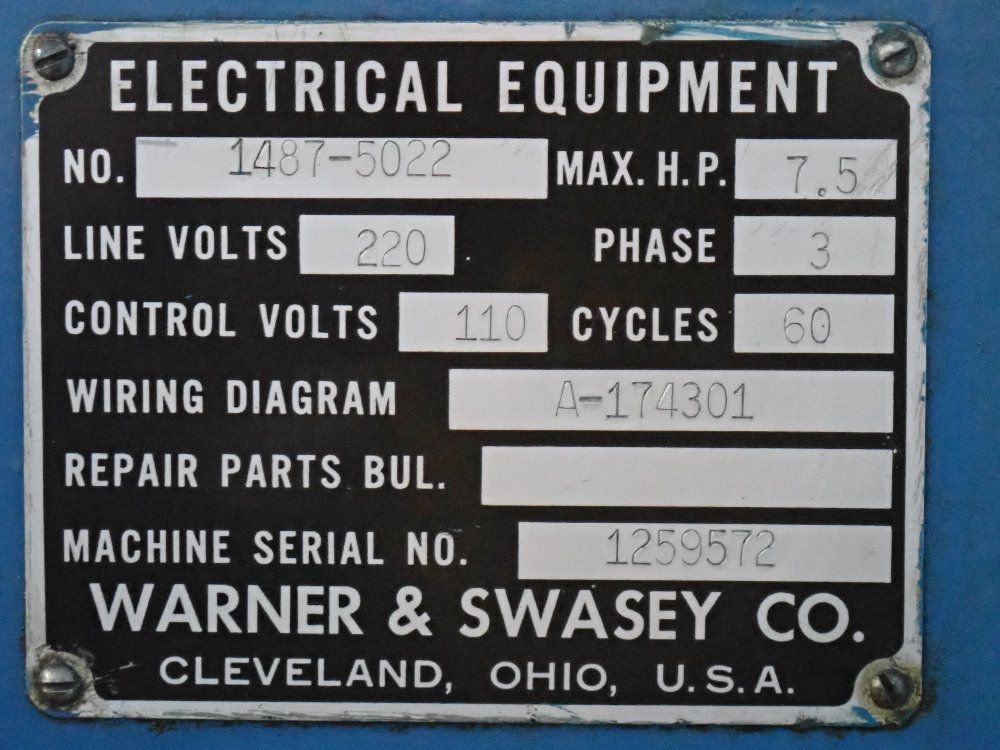 ELECTRICAL EQUIPMENT
NO. 1487-5022 MAX. H.P. 7.5
LINE VOLTS 220 PHASE 3
CONTROL VOLTS 110 CYCLES 60
WIRING DIAGRAM A-174301
REPAIR PARTS BUL.
MACHINE SERIAL NO. 1259572
WARNER & SWASEY CO.
CLEVELAND, OHIO, U.S.A.